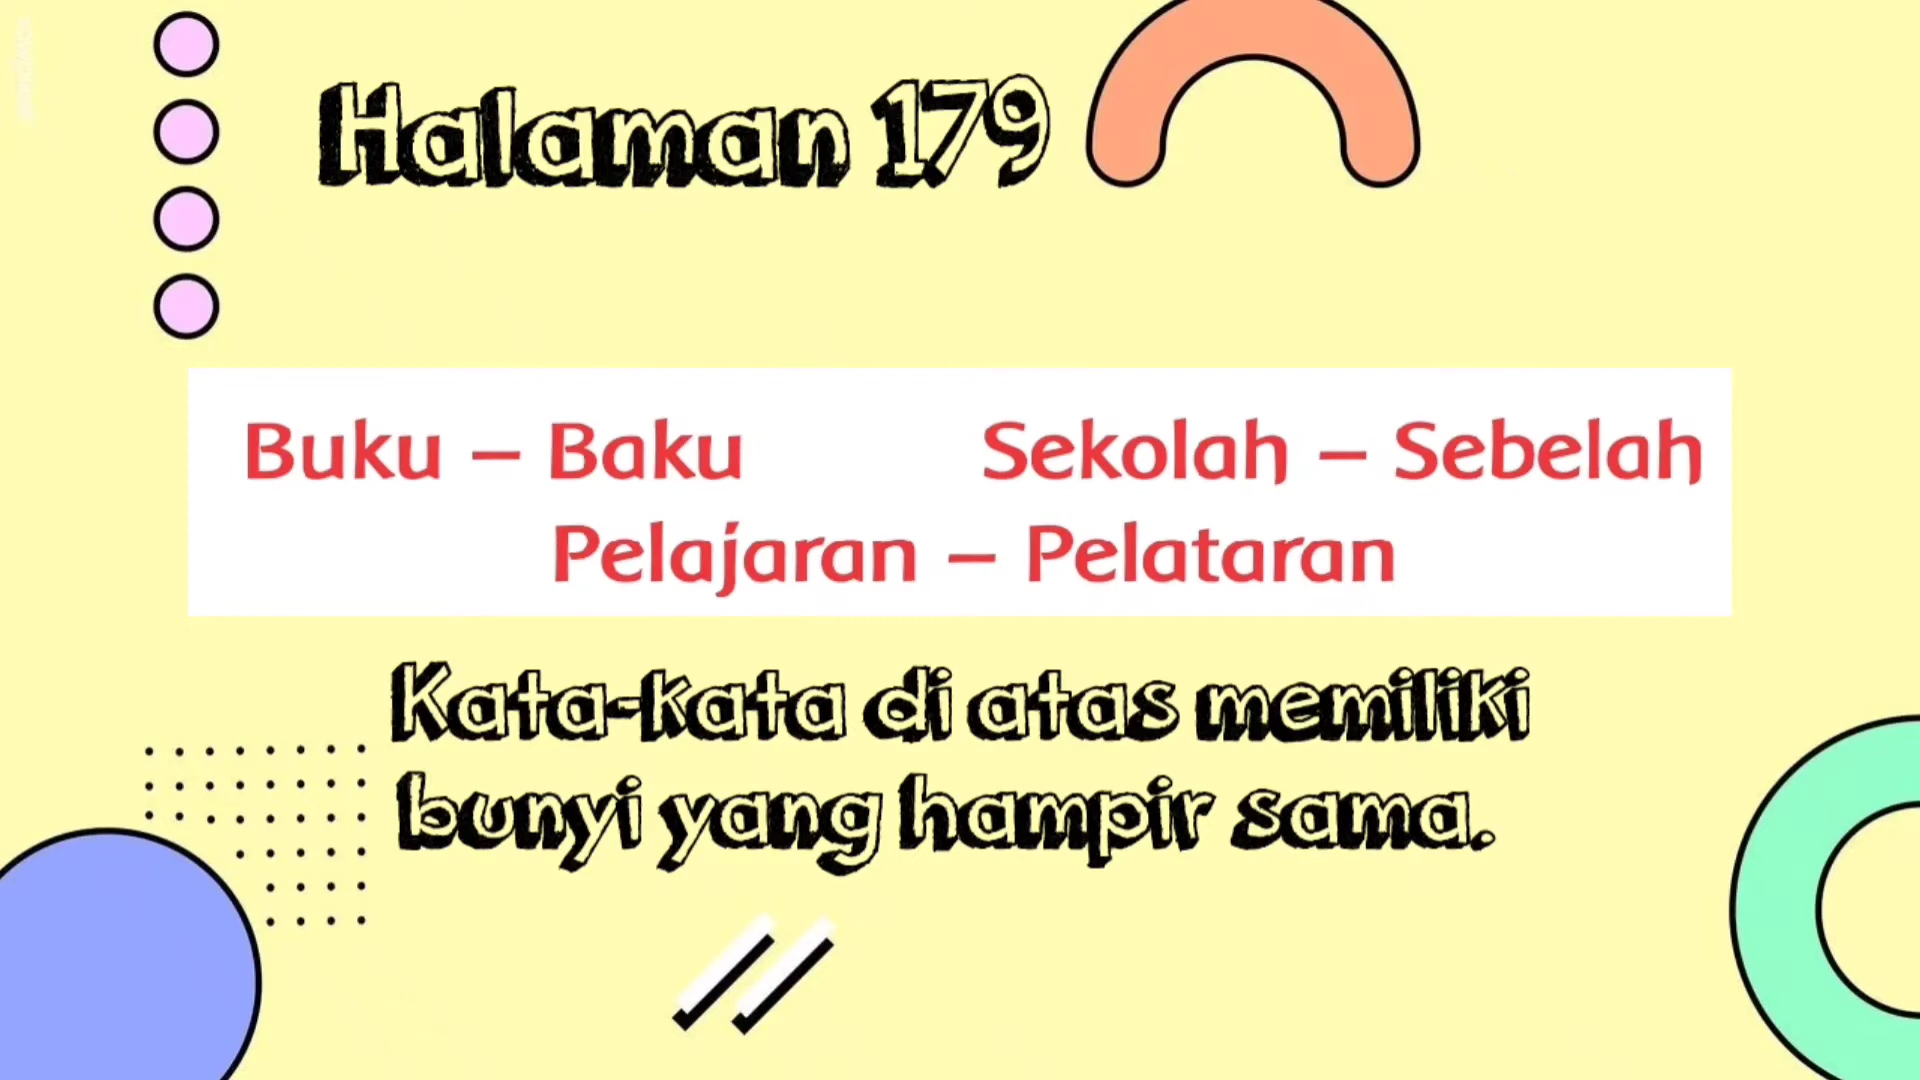 Halaman 179
Buku – Baku Sekolah – Sebelah
Pelajaran – Pelataran
Kata-kata di atas memiliki
bunyi yang hampir sama.